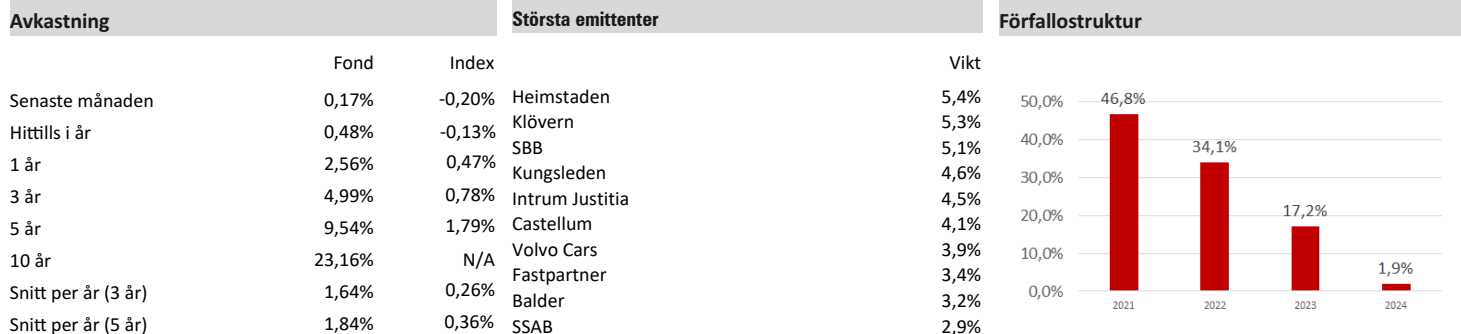 Avkastning
Fond Index
Senaste månaden 0,17% -0,20%
Hittills i år 0,48% -0,13%
1 år 2,56% 0,47%
3 år 4,99% 0,78%
5 år 9,54% 1,79%
10 år 23,16% N/A
Snitt per år (3 år) 1,64% 0,26%
Snitt per år (5 år) 1,84% 0,36%
Största emittenter
Vikt
Heimstaden 5,4%
Klövern 5,3%
SBB 5,1%
Kungsleden 4,6%
Intrum Justitia 4,5%
Castellum 4,1%
Volvo Cars 3,9%
Fastpartner 3,4%
Balder 3,2%
SSAB 2,9%
Förfallostruktur
50,0% 46,8%
40,0% 34,1%
30,0%
20,0% 17,2%
10,0% 1,9%
0,0%
2021 2022 2023 2024